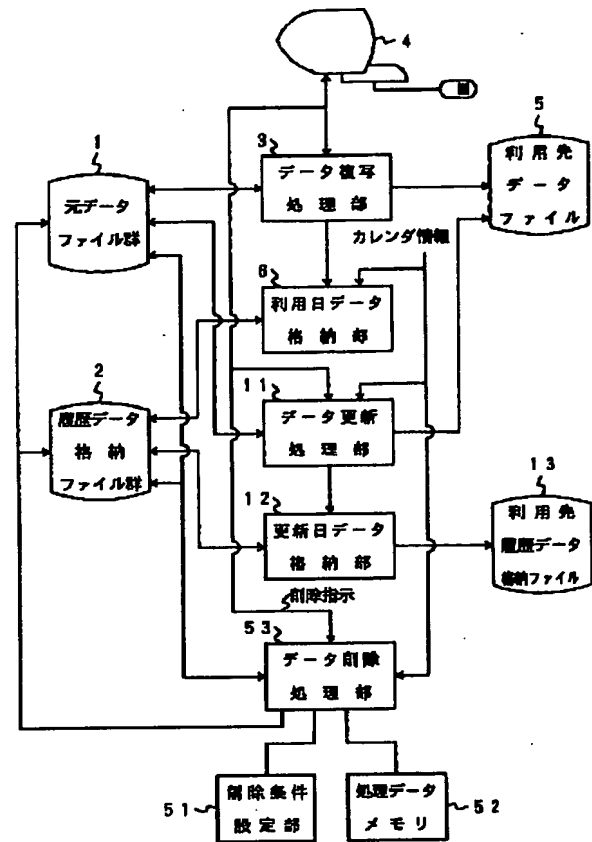 4
5
利用先
データ
ファイル
1
元データ
ファイル群
3
データ複写
処理部
カレンダ情報
6
利用日データ
格納部
2
履歴データ
格納
ファイル群
11
データ更新
処理部
12
更新日データ
格納部
13
利用先
履歴データ
格納ファイル
削除指示
53
データ削除
処理部
51
削除条件
設定部
処理データ
メモリ
52